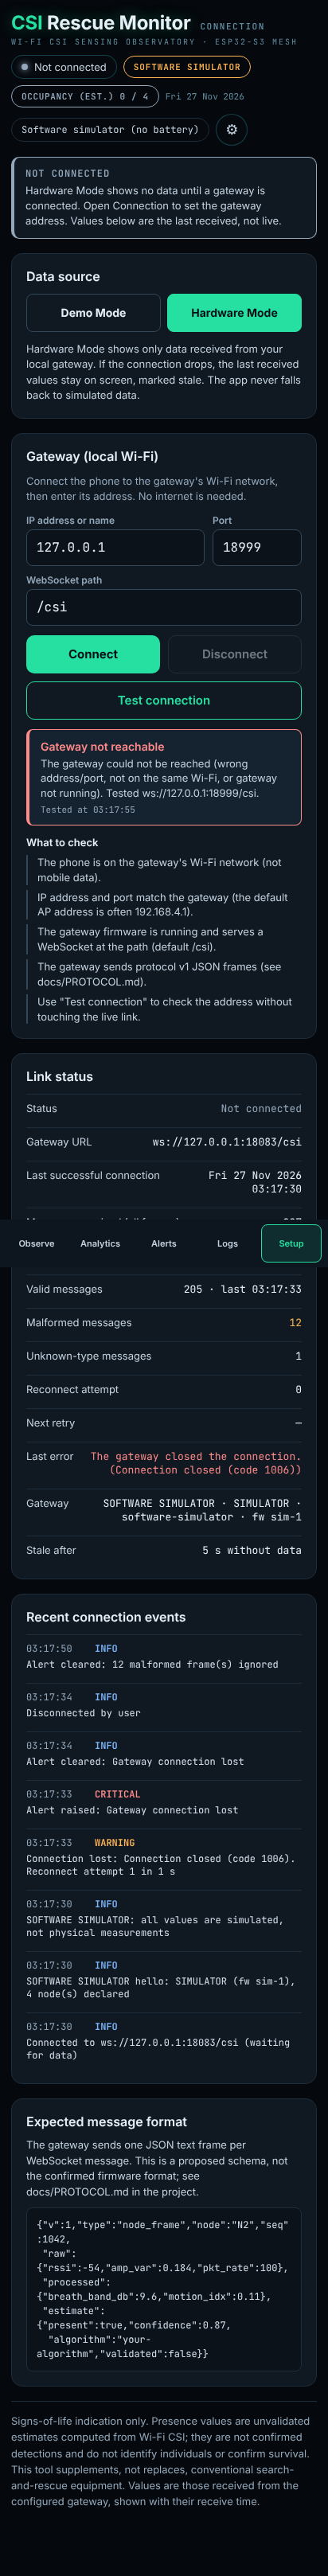 CSI Rescue Monitor CONNECTION
WI-FI CSI SENSING OBSERVATORY · ESP32-S3 MESH
Not connected SOFTWARE SIMULATOR
OCCUPANCY (EST.) 0 / 4 Fri 27 Nov 2026
Software simulator (no battery)
NOT CONNECTED
Hardware Mode shows no data until a gateway is
connected. Open Connection to set the gateway
address. Values below are the last received, not live.
Data source
Demo Mode Hardware Mode
Hardware Mode shows only data received from your
local gateway. If the connection drops, the last received
values stay on screen, marked stale. The app never falls
back to simulated data.
Gateway (local Wi-Fi)
Connect the phone to the gateway's Wi-Fi network,
then enter its address. No internet is needed.
IP address or name Port
127.0.0.1 18999
WebSocket path
/csi
Connect Disconnect
Test connection
Gateway not reachable
The gateway could not be reached (wrong
address/port, not on the same Wi-Fi, or gateway
not running). Tested ws://127.0.0.1:18999/csi.
Tested at 03:17:55
What to check
The phone is on the gateway's Wi-Fi network (not
mobile data).
IP address and port match the gateway (the default
AP address is often 192.168.4.1).
The gateway firmware is running and serves a
WebSocket at the path (default /csi).
The gateway sends protocol v1 JSON frames (see
docs/PROTOCOL.md).
Use "Test connection" to check the address without
touching the live link.
Link status
Status Not connected
Gateway URL ws://127.0.0.1:18083/csi
Last successful connection Fri 27 Nov 2026
03:17:30
Observe Analytics Alerts Logs Setup
Valid messages 205 · last 03:17:33
Malformed messages 12
Unknown-type messages 1
Reconnect attempt 0
Next retry —
Last error The gateway closed the connection.
(Connection closed (code 1006))
Gateway SOFTWARE SIMULATOR · SIMULATOR ·
software-simulator · fw sim-1
Stale after 5 s without data
Recent connection events
03:17:50 INFO
Alert cleared: 12 malformed frame(s) ignored
03:17:34 INFO
Disconnected by user
03:17:34 INFO
Alert cleared: Gateway connection lost
03:17:33 CRITICAL
Alert raised: Gateway connection lost
03:17:33 WARNING
Connection lost: Connection closed (code 1006).
Reconnect attempt 1 in 1 s
03:17:30 INFO
SOFTWARE SIMULATOR: all values are simulated,
not physical measurements
03:17:30 INFO
SOFTWARE SIMULATOR hello: SIMULATOR (fw sim-1),
4 node(s) declared
03:17:30 INFO
Connected to ws://127.0.0.1:18083/csi (waiting
for data)
Expected message format
The gateway sends one JSON text frame per
WebSocket message. This is a proposed schema, not
the confirmed firmware format; see
docs/PROTOCOL.md in the project.
{"v":1,"type":"node_frame","node":"N2","seq"
:1042,
"raw":
{"rssi":-54,"amp_var":0.184,"pkt_rate":100},
"processed":
{"breath_band_db":9.6,"motion_idx":0.11},
"estimate":
{"present":true,"confidence":0.87,
"algorithm":"your-
algorithm","validated":false}}
Signs-of-life indication only. Presence values are unvalidated
estimates computed from Wi-Fi CSI; they are not confirmed
detections and do not identify individuals or confirm survival.
This tool supplements, not replaces, conventional search-
and-rescue equipment. Values are those received from the
configured gateway, shown with their receive time.